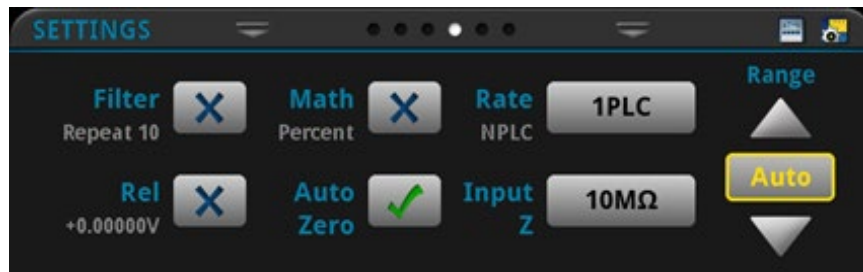 SETTINGS
Range
Filter
Repeat 10
Math
Percent
Rate
NPLC
1PLC
Auto
Rel
+0.00000V
Auto
Zero
Input
Z
10MΩ